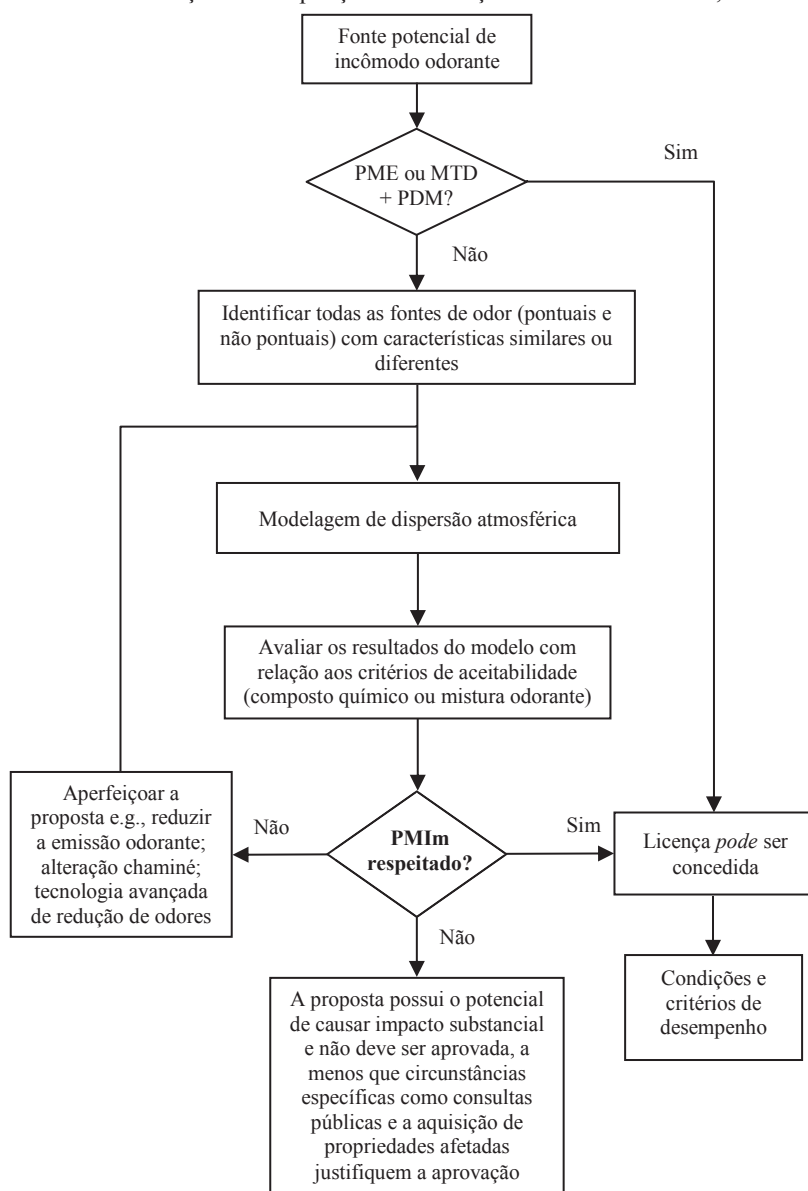 Fonte potencial de
incômodo odorante
Sim
PME ou MTD
+ PDM?
Não
Identificar todas as fontes de odor (pontuais e
não pontuais) com características similares ou
diferentes
Modelagem de dispersão atmosférica
Avaliar os resultados do modelo com
relação aos critérios de aceitabilidade
(composto químico ou mistura odorante)
Aperfeiçoar a
proposta e.g., reduzir
a emissão odorante;
alteração chaminé;
tecnologia avançada
de redução de odores
Não
PMIm
respeitado?
Sim
Licença pode ser
concedida
Não
Condições e
critérios de
desempenho
A proposta possui o potencial
de causar impacto substancial
e não deve ser aprovada, a
menos que circunstâncias
específicas como consultas
públicas e a aquisição de
propriedades afetadas
justifiquem a aprovação